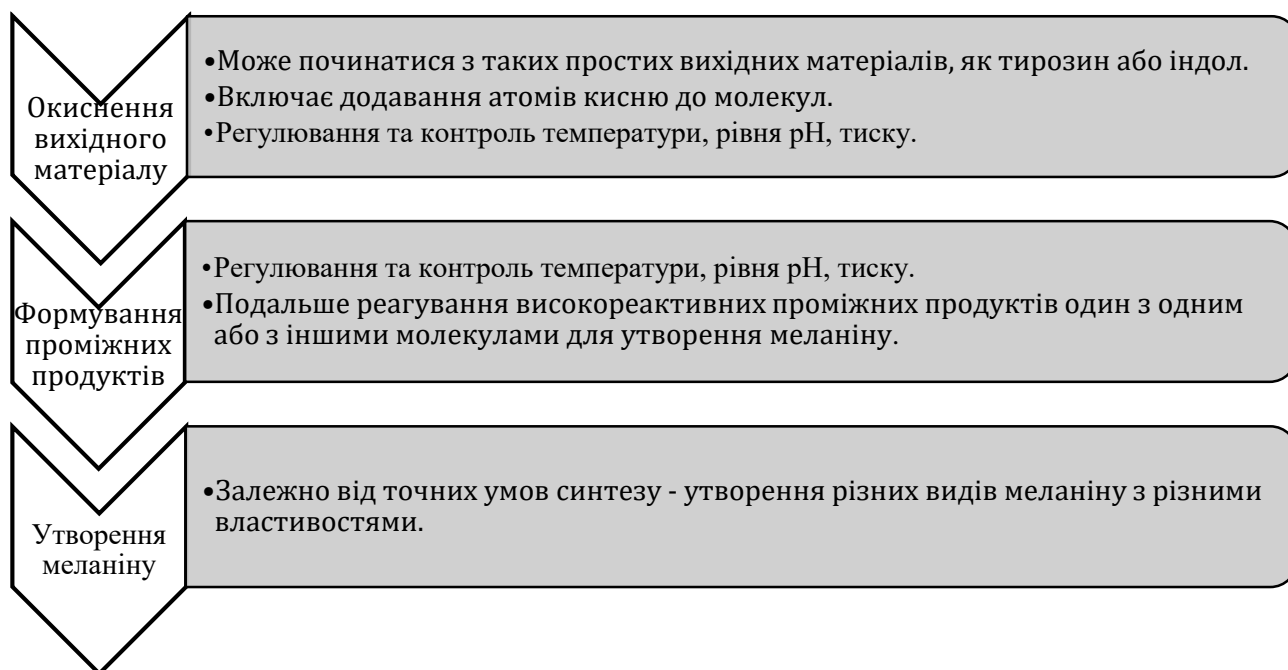 Окиснення
вихідного
матеріалу
•Може починатися з таких простих вихідних матеріалів, як тирозин або індол.
•Включає додавання атомів кисню до молекул.
•Регулювання та контроль температури, рівня pH, тиску.
Формування
проміжних
продуктів
•Регулювання та контроль температури, рівня pH, тиску.
•Подальше реагування високореактивних проміжних продуктів один з одним
або з іншими молекулами для утворення меланіну.
Утворення
меланіну
•Залежно від точних умов синтезу - утворення різних видів меланіну з різними
властивостями.